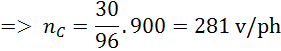 => n_C = 30/96 . 900 = 281 v/ph